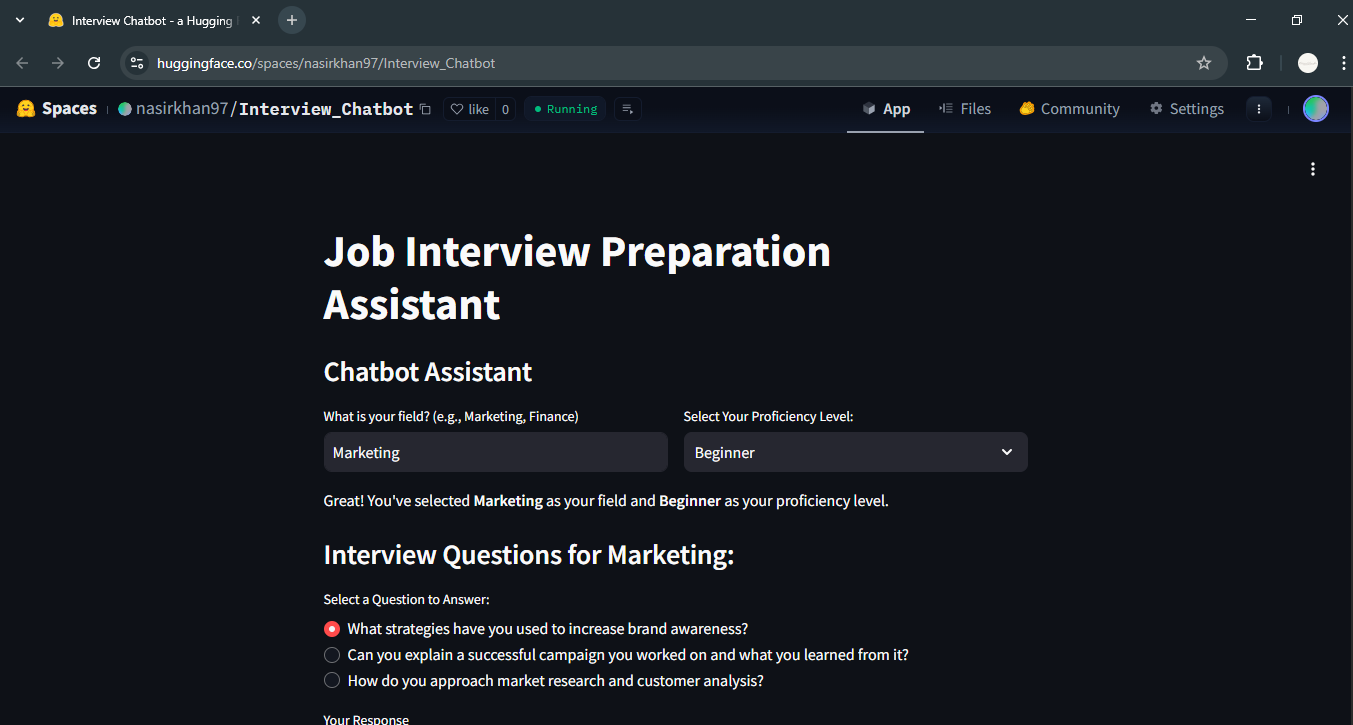 Interview Chatbot - a Hugging
huggingface.co/spaces/nasirkhan97/Interview_Chatbot
Spaces nasirkhan97/Interview_Chatbot like 0 Running App Files Community Settings
Job Interview Preparation
Assistant
Chatbot Assistant
What is your field? (e.g., Marketing, Finance) Select Your Proficiency Level:
Marketing Beginner
Great! You've selected Marketing as your field and Beginner as your proficiency level.
Interview Questions for Marketing:
Select a Question to Answer:
What strategies have you used to increase brand awareness?
Can you explain a successful campaign you worked on and what you learned from it?
How do you approach market research and customer analysis?
Your Response